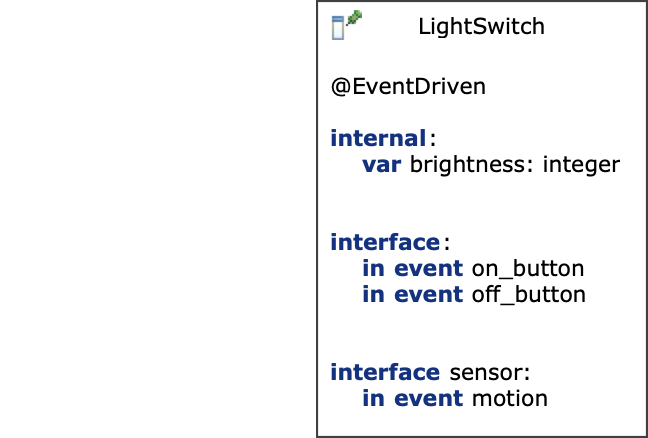 LightSwitch
@EventDriven
internal:
var brightness: integer
interface:
in event on_button
in event off_button
interface sensor:
in event motion